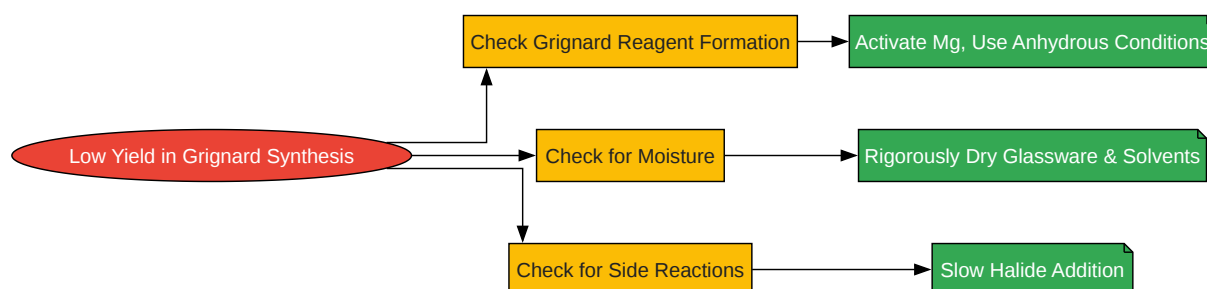 Check Grignard Reagent Formation
Activate Mg, Use Anhydrous Conditions
Low Yield in Grignard Synthesis
Check for Moisture
Rigorously Dry Glassware & Solvents
Check for Side Reactions
Slow Halide Addition